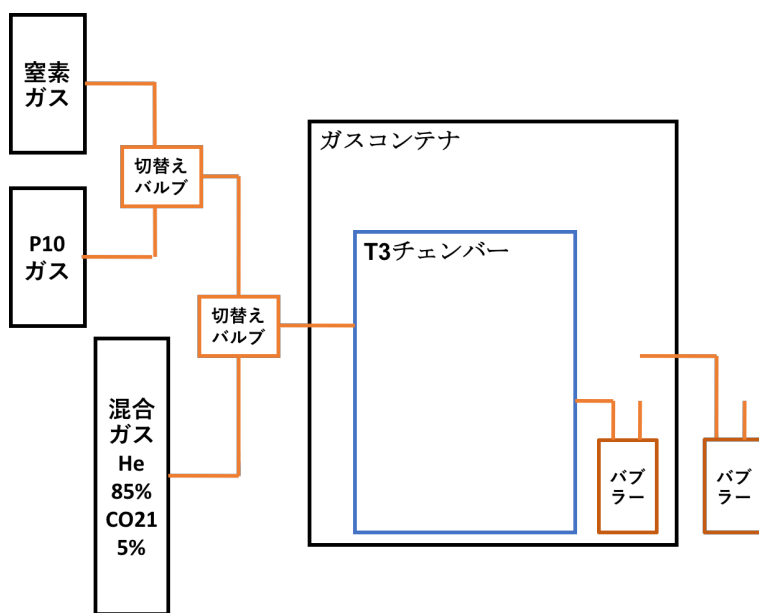 窒素
ガス
切替え
バルブ
P10
ガス
ガスコンテナ
T3チェンバー
切替え
バルブ
混合
ガス
He
85%
CO21
5%
バブ
ラー
バブ
ラー